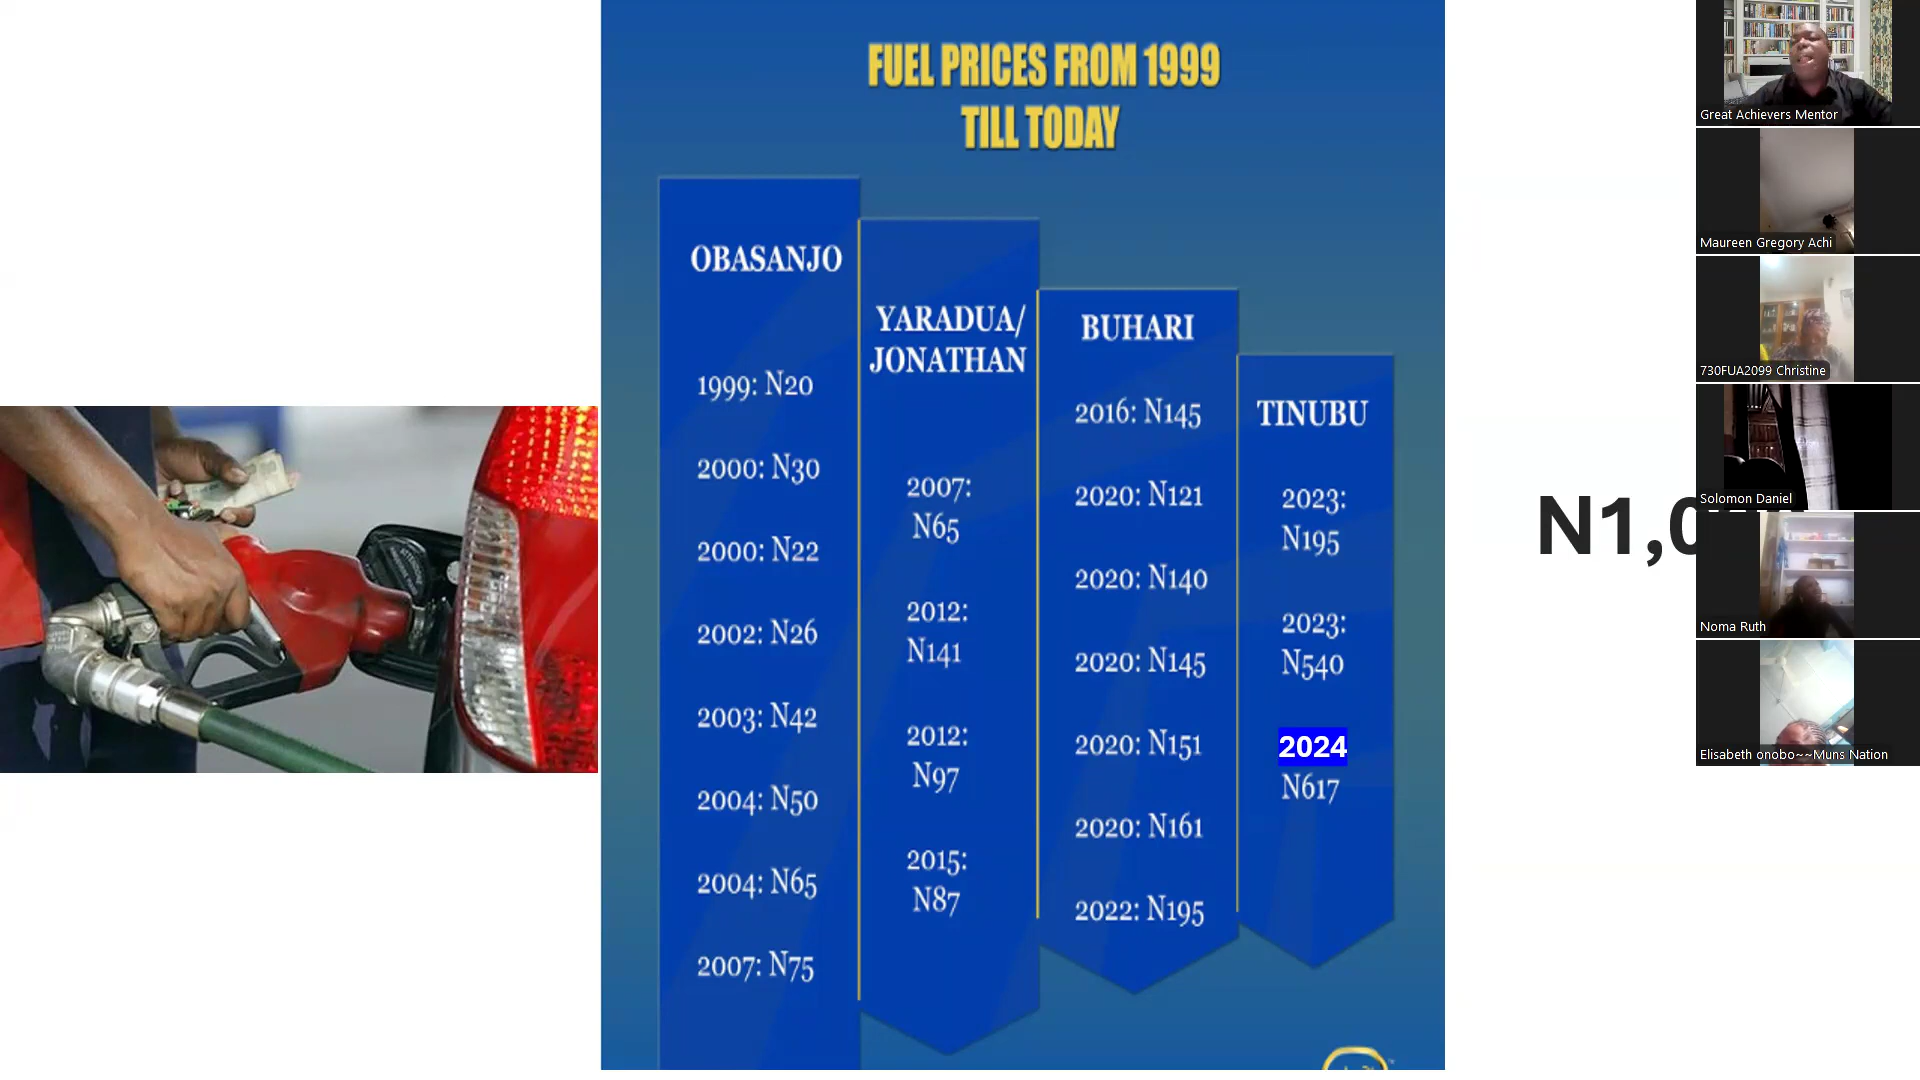 FUEL PRICES FROM 1999
TILL TODAY
OBASANJO
1999: N20
2000: N30
2000: N22
2002: N26
2003: N42
2004: N50
2004: N65
2007: N75
YARADUA/
JONATHAN
2007:
N65
2012:
N141
2012:
N97
2015:
N87
BUHARI
2016: N145
2020: N121
2020: N140
2020: N145
2020: N151
2020: N161
2022: N195
TINUBU
2023:
N195
2023:
N540
2024
N617
Great Achievers Mentor
Maureen Gregory Achi
730FUA2099 Christine
Solomon Daniel
Noma Ruth
Elisabeth onobo~~Muns Nation